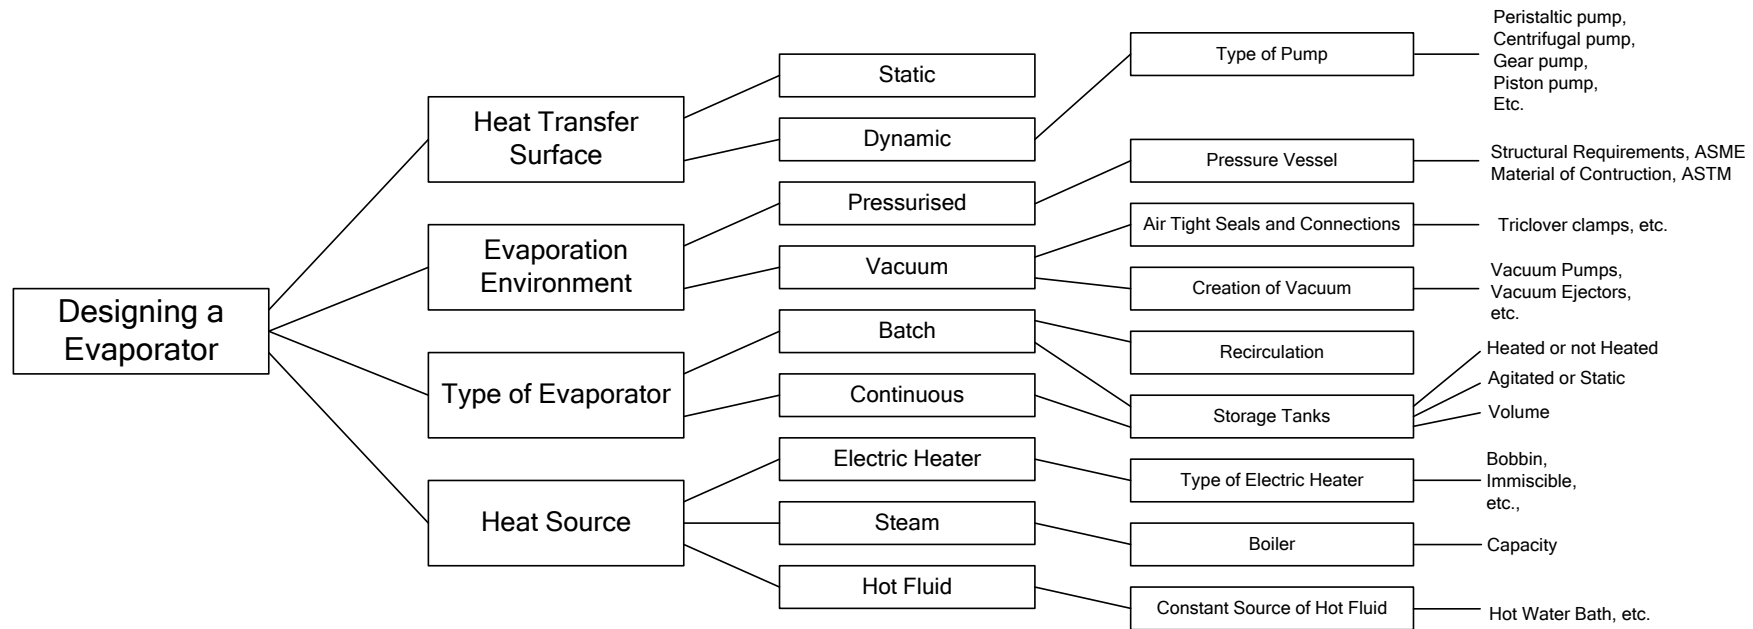 Designing a
Evaporator
Heat Transfer
Surface
Evaporation
Environment
Type of Evaporator
Heat Source
Static
Dynamic
Pressurised
Vacuum
Batch
Continuous
Electric Heater
Steam
Hot Fluid
Type of Pump
Pressure Vessel
Air Tight Seals and Connections
Creation of Vacuum
Recirculation
Storage Tanks
Type of Electric Heater
Boiler
Constant Source of Hot Fluid
Peristaltic pump,
Centrifugal pump,
Gear pump,
Piston pump,
Etc.
Structural Requirements, ASME
Material of Contruction, ASTM
Triclover clamps, etc.
Vacuum Pumps,
Vacuum Ejectors,
etc.
Heated or not Heated
Agitated or Static
Volume
Bobbin,
Immiscible,
etc.,
Capacity
Hot Water Bath, etc.